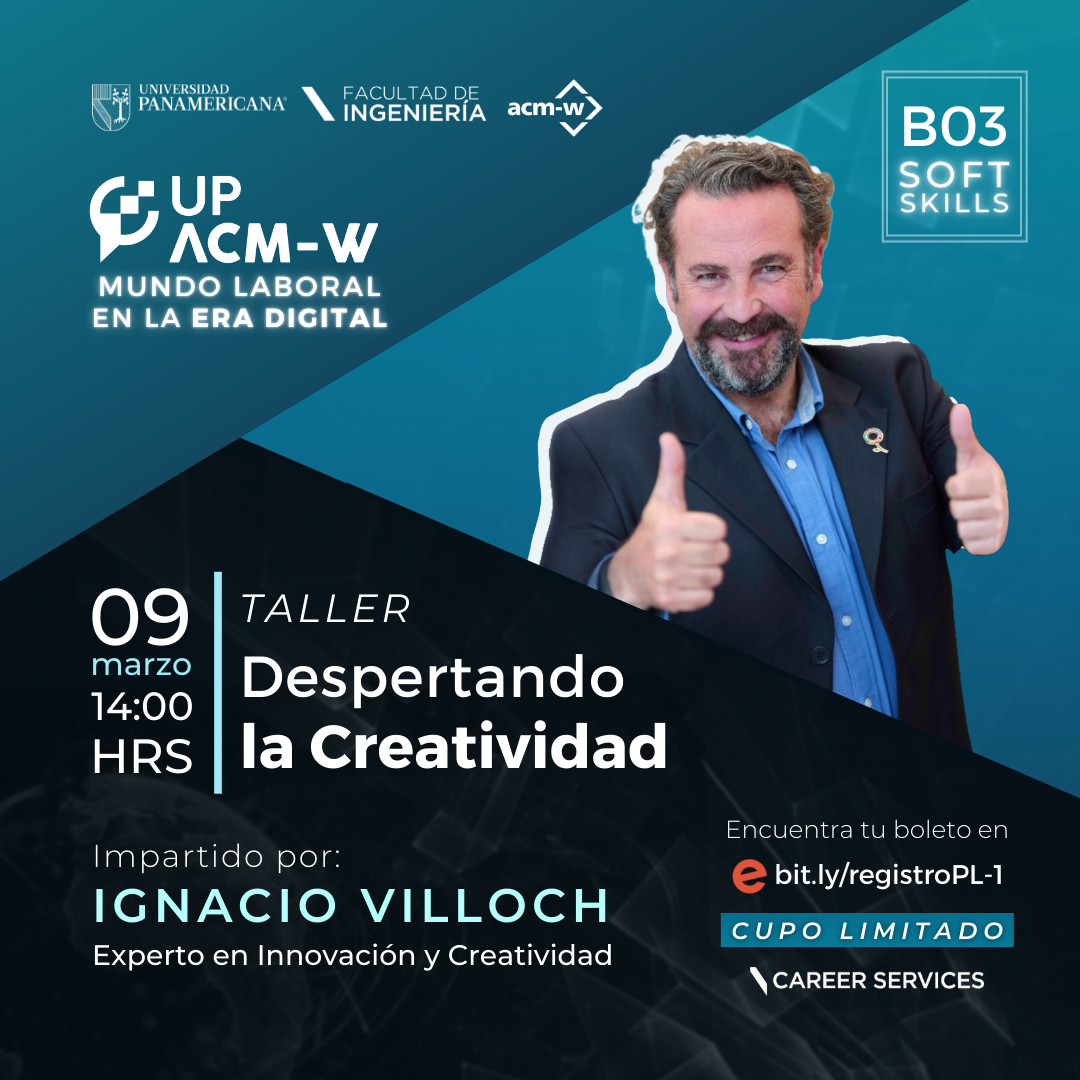 UNIVERSIDAD
PANAMERICANA®
FACULTAD DE
INGENIERÍA
acm-w
B03
SOFT
SKILLS
UP
ACM-W
MUNDO LABORAL
EN LA ERA DIGITAL
09
marzo
14:00
HRS
TALLER
Despertando
la Creatividad
Impartido por:
IGNACIO VILLOCH
Experto en Innovación y Creatividad
Encuentra tu boleto en
e bit.ly/registroPL-1
CUPO LIMITADO
CAREER SERVICES